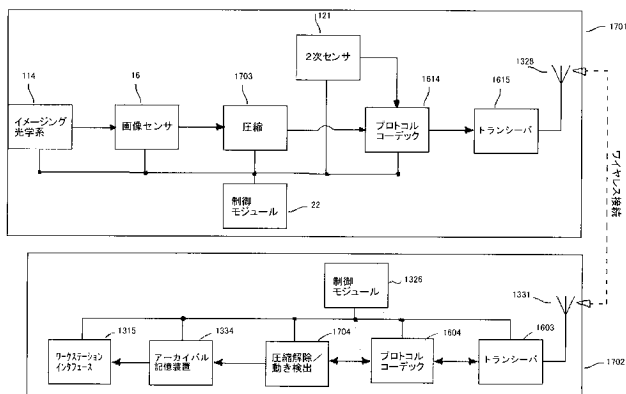 121
2次センサ
1701
1328
114
16
1703
1614
1615
イメージング
光学系
画像センサ
圧縮
プロトコル
コーデック
トランシーバ
制御
モジュール
22
ワイヤレス接続
制御
モジュール
1326
1331
1315
1334
1704
1604
1603
ワークステーション
インタフェース
アーカイバル
記憶装置
圧縮解除/
動き検出
プロトコル
コーデック
トランシーバ
1702